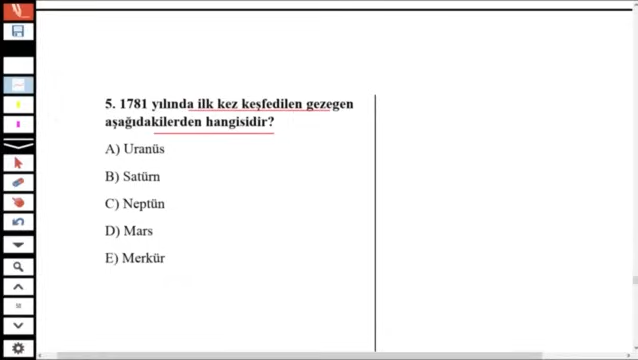 5. 1781 yılında ilk kez keşfedilen gezegen
aşağıdakilerden hangisidir?
A) Uranüs
B) Satürn
C) Neptün
D) Mars
E) Merkür